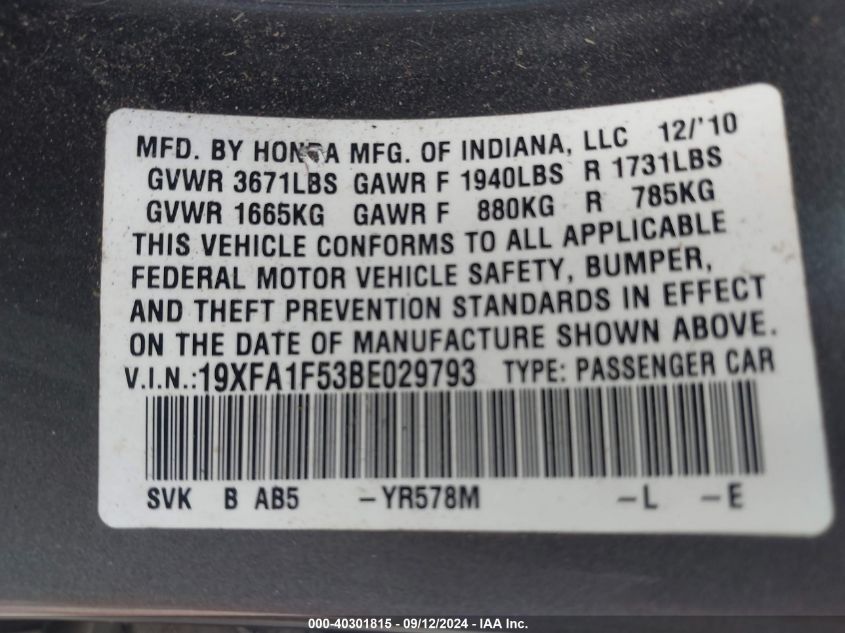 MFD. BY HONDA MFG. OF INDIANA, LLC 12/'10
GVWR 3671LBS GAWR F 1940LBS R 1731LBS
GVWR 1665KG GAWR F 880KG R 785KG
THIS VEHICLE CONFORMS TO ALL APPLICABLE
FEDERAL MOTOR VEHICLE SAFETY, BUMPER,
AND THEFT PREVENTION STANDARDS IN EFFECT
ON THE DATE OF MANUFACTURE SHOWN ABOVE.
V.I.N.:19XFA1F53BE029793 TYPE: PASSENGER CAR
SVK B AB5 -YR578M -L -E
000-40301815 - 09/12/2024 - IAA Inc.